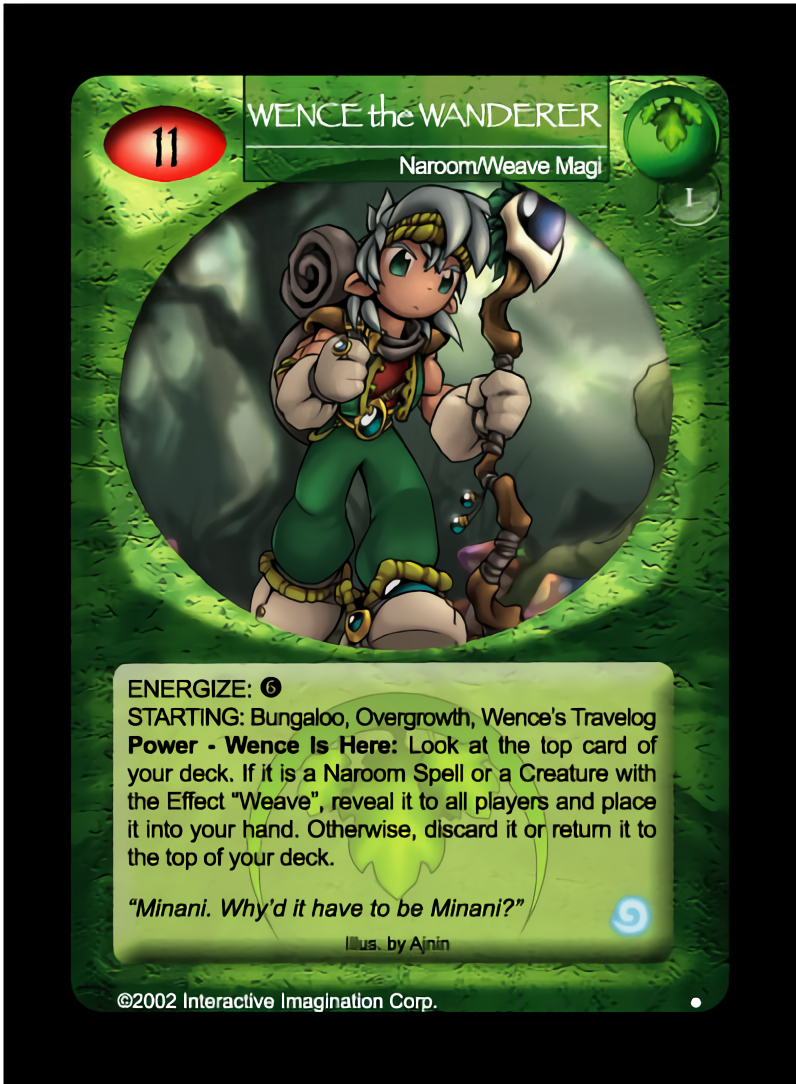 11
WENCE the WANDERER
Naroom/Weave Magi
I
ENERGIZE: 6
STARTING: Bungaloo, Overgrowth, Wence's Travelog
Power - Wence Is Here: Look at the top card of
your deck. If it is a Naroom Spell or a Creature with
the Effect "Weave", reveal it to all players and place
it into your hand. Otherwise, discard it or return it to
the top of your deck.
"Minani. Why'd it have to be Minani?"
Illus. by Ajnin
©2002 Interactive Imagination Corp.